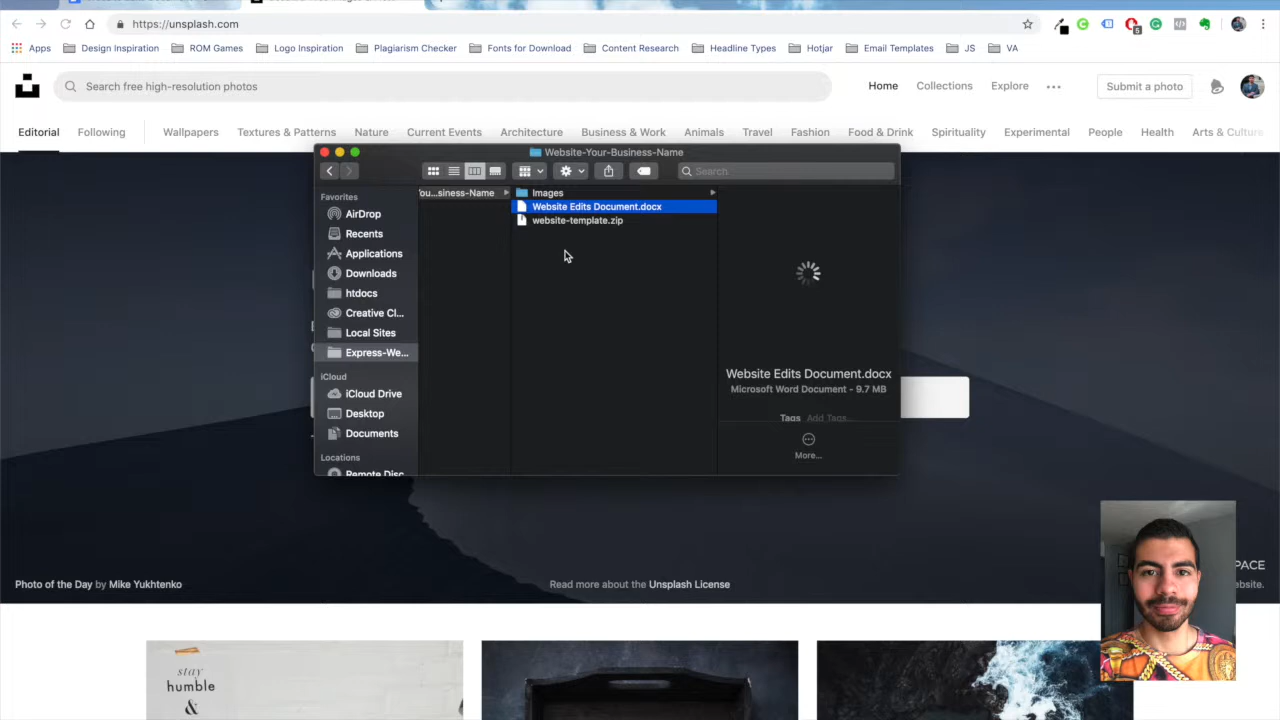 https://unsplash.com
5
Apps Design Inspiration ROM Games Logo Inspiration Plagiarism Checker Fonts for Download Content Research Headline Types Hotjar Email Templates JS VA
Search free high-resolution photos
Home Collections Explore Submit a photo
Editorial Following Wallpapers Textures & Patterns Nature Current Events Architecture Business & Work Animals Travel Fashion Food & Drink Spirituality Experimental People Health Arts & Culture
Website-Your-Business-Name
Search
Favorites
AirDrop
Recents
Applications
Downloads
htdocs
Creative Cl...
Local Sites
Express-We...
iCloud
iCloud Drive
Desktop
Documents
Locations
Remote Disc
You...siness-Name
Images
Website Edits Document.docx
website-template.zip
Website Edits Document.docx
Microsoft Word Document - 9.7 MB
Tags Add Tags...
More...
Photo of the Day by Mike Yukhtenko
Read more about the Unsplash License
PACE
ebsite.
stay
humble
&